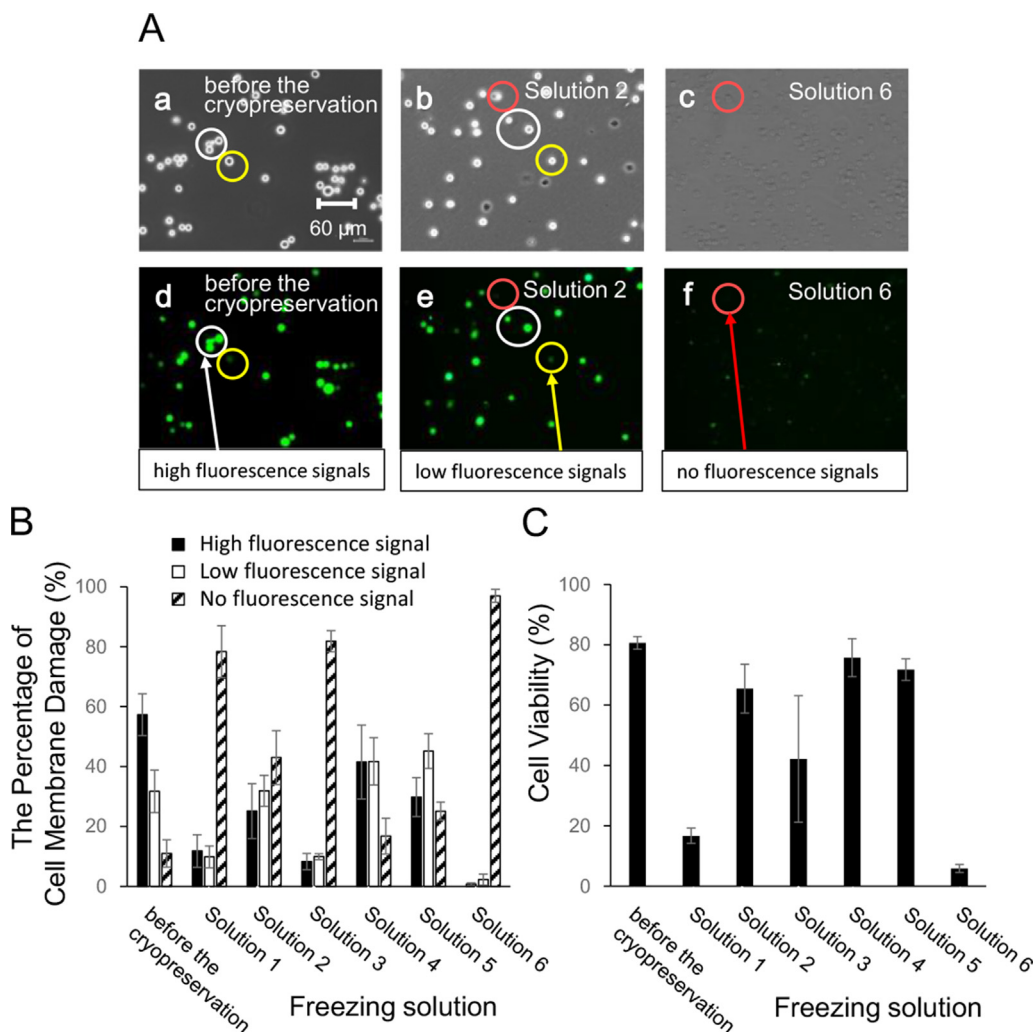 A
a
before the
cryopreservation
60 µm
b
Solution 2
c
Solution 6
d
before the
cryopreservation
e
Solution 2
f
Solution 6
high fluorescence signals
low fluorescence signals
no fluorescence signals
B
The Percentage of
Cell Membrane Damage (%)
High fluorescence signal
Low fluorescence signal
No fluorescence signal
100
80
60
40
20
0
before the
cryopreservation
Solution 1
Solution 2
Solution 3
Solution 4
Solution 5
Solution 6
Freezing solution
C
Cell Viability (%)
100
80
60
40
20
0
before the
cryopreservation
Solution 1
Solution 2
Solution 3
Solution 4
Solution 5
Solution 6
Freezing solution